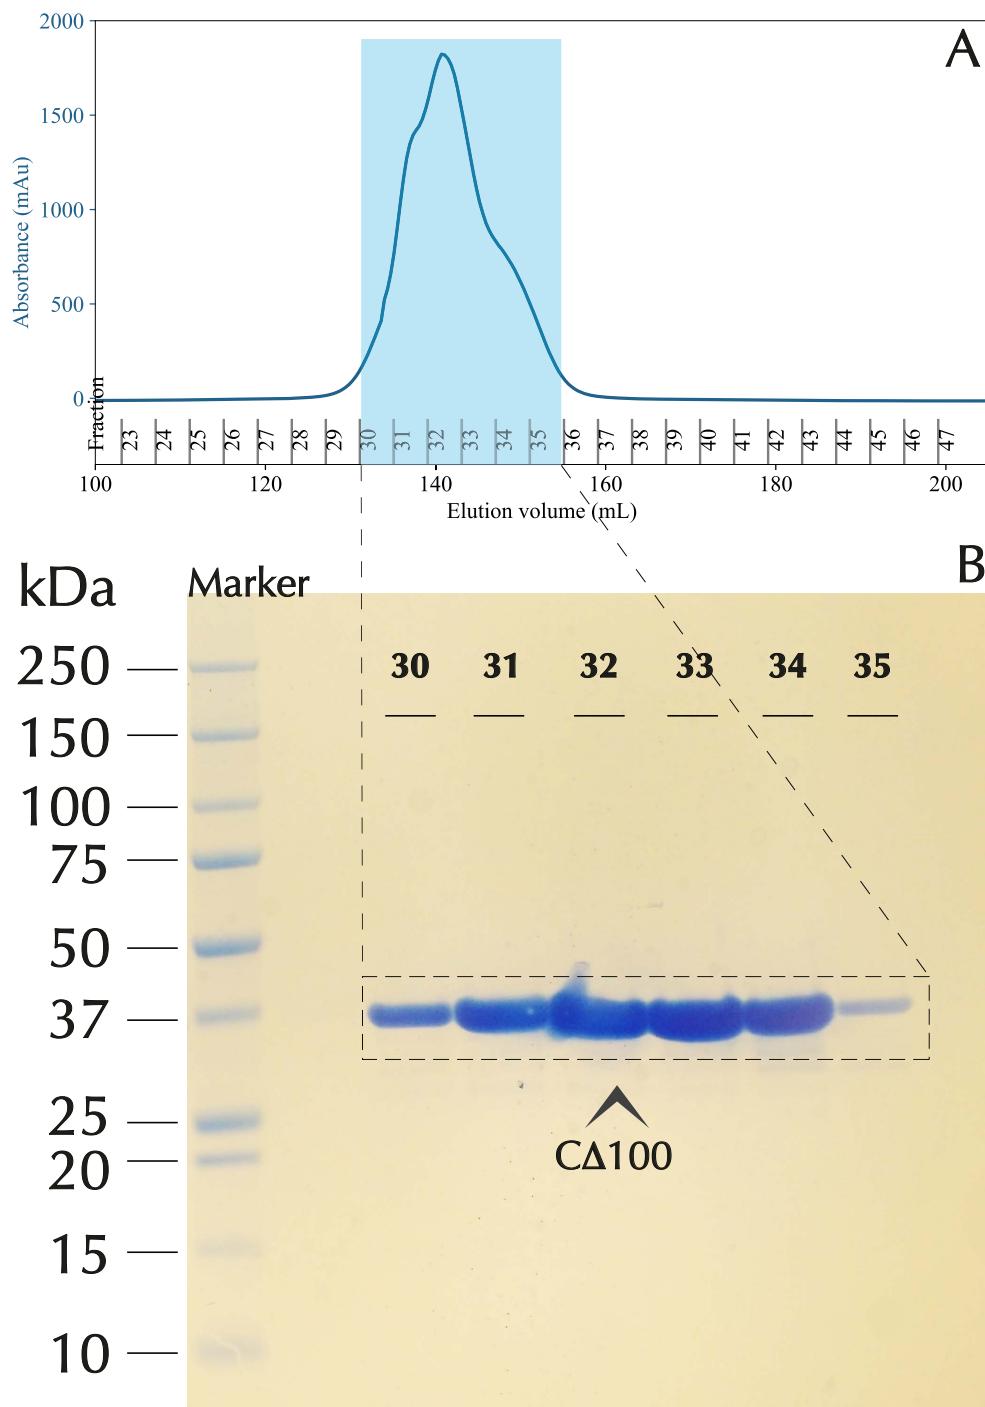 A
2000
1500
1000
500
0
Absorbance (mAu)
Fraction
23 24 25 26 27 28 29 30 31 32 33 34 35 36 37 38 39 40 41 42 43 44 45 46 47
100 120 140 160 180 200
Elution volume (mL)
B
kDa Marker
250
150
100
75
50
37
25
20
15
10
30 31 32 33 34 35
CΔ100